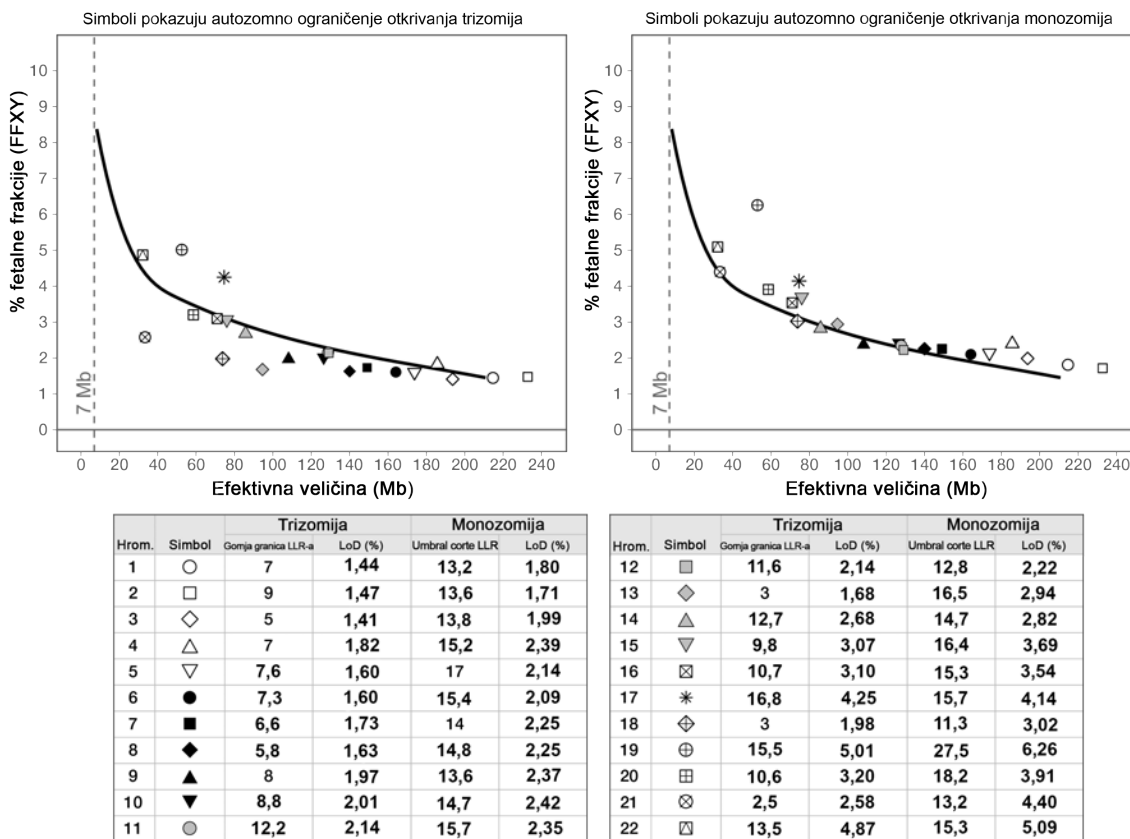 Simboli pokazuju autozomno ograničenje otkrivanja trizomija
% fetalne frakcije (FFXY)
10
9
8
7
6
5
4
3
2
1
0
7 Mb
0 20 40 60 80 100 120 140 160 180 200 220 240
Efektivna veličina (Mb)
Simboli pokazuju autozomno ograničenje otkrivanja monozomija
% fetalne frakcije (FFXY)
10
9
8
7
6
5
4
3
2
1
0
7 Mb
0 20 40 60 80 100 120 140 160 180 200 220 240
Efektivna veličina (Mb)
Trizomija Monozomija
Hrom. Simbol Gornja granica LLR-a LoD (%) Umbral corte LLR LoD (%)
1 7 1,44 13,2 1,80
2 9 1,47 13,6 1,71
3 5 1,41 13,8 1,99
4 7 1,82 15,2 2,39
5 7,6 1,60 17 2,14
6 7,3 1,60 15,4 2,09
7 6,6 1,73 14 2,25
8 5,8 1,63 14,8 2,25
9 8 1,97 13,6 2,37
10 8,8 2,01 14,7 2,42
11 12,2 2,14 15,7 2,35
Trizomija Monozomija
Hrom. Simbol Gornja granica LLR-a LoD (%) Umbral corte LLR LoD (%)
12 11,6 2,14 12,8 2,22
13 3 1,68 16,5 2,94
14 12,7 2,68 14,7 2,82
15 9,8 3,07 16,4 3,69
16 10,7 3,10 15,3 3,54
17 16,8 4,25 15,7 4,14
18 3 1,98 11,3 3,02
19 15,5 5,01 27,5 6,26
20 10,6 3,20 18,2 3,91
21 2,5 2,58 13,2 4,40
22 13,5 4,87 15,3 5,09